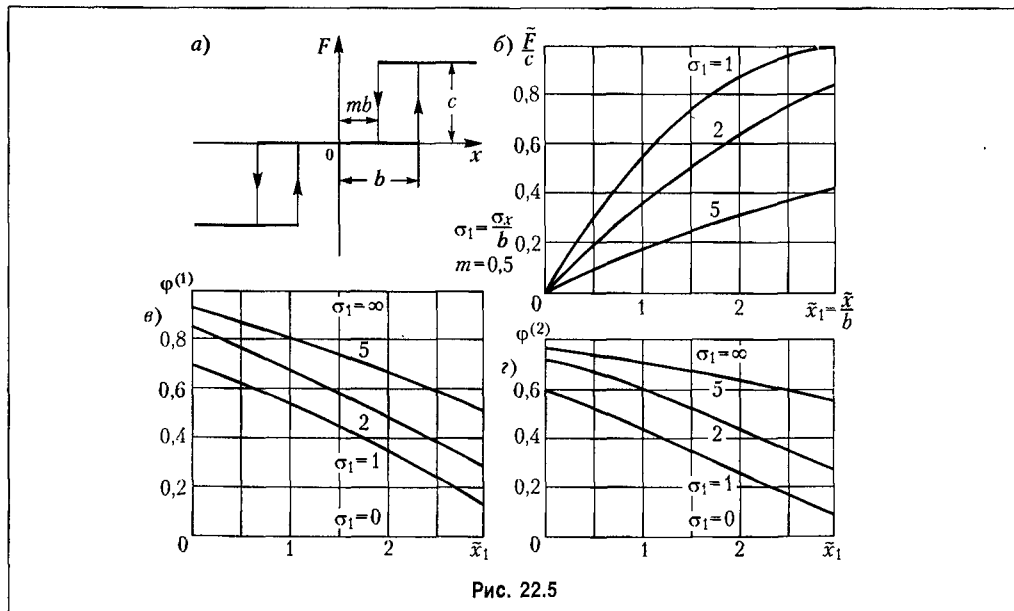 а)
F
mb
c
0
x
b
б) F̃/c
σ₁=1
0,8
2
0,6
0,4
5
σ₁=σₓ/b
m=0,5
0,2
0
1
2
x̃₁=x̃/b
φ⁽¹⁾
в)
σ₁=∞
0,8
5
0,6
2
0,4
σ₁=1
0,2
σ₁=0
0
1
2
x̃₁
φ⁽²⁾
г)
σ₁=∞
0,6
5
0,4
2
0,2
σ₁=1
σ₁=0
0
1
2
x̃₁
Рис. 22.5